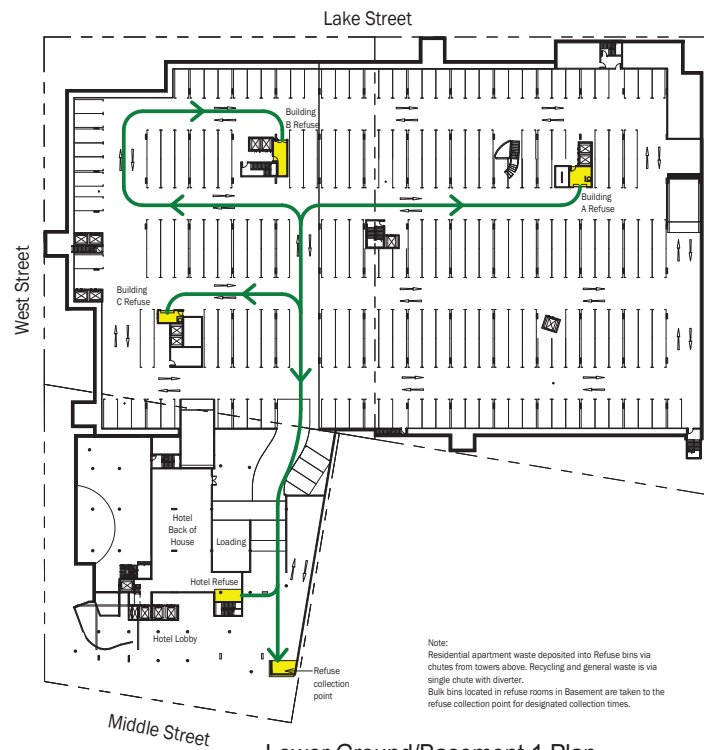 Lake Street
Building
B Refuse
Building
A Refuse
West Street
Building
C Refuse
Hotel
Back of
House
Loading
Hotel Refuse
Hotel Lobby
Refuse
collection
point
Note:
Residential apartment waste deposited into Refuse bins via
chutes from towers above. Recycling and general waste is via
single chute with diverter.
Bulk bins located in refuse rooms in Basement are taken to the
refuse collection point for designated collection times.
Middle Street
Lower Ground/Basement 1 Plan